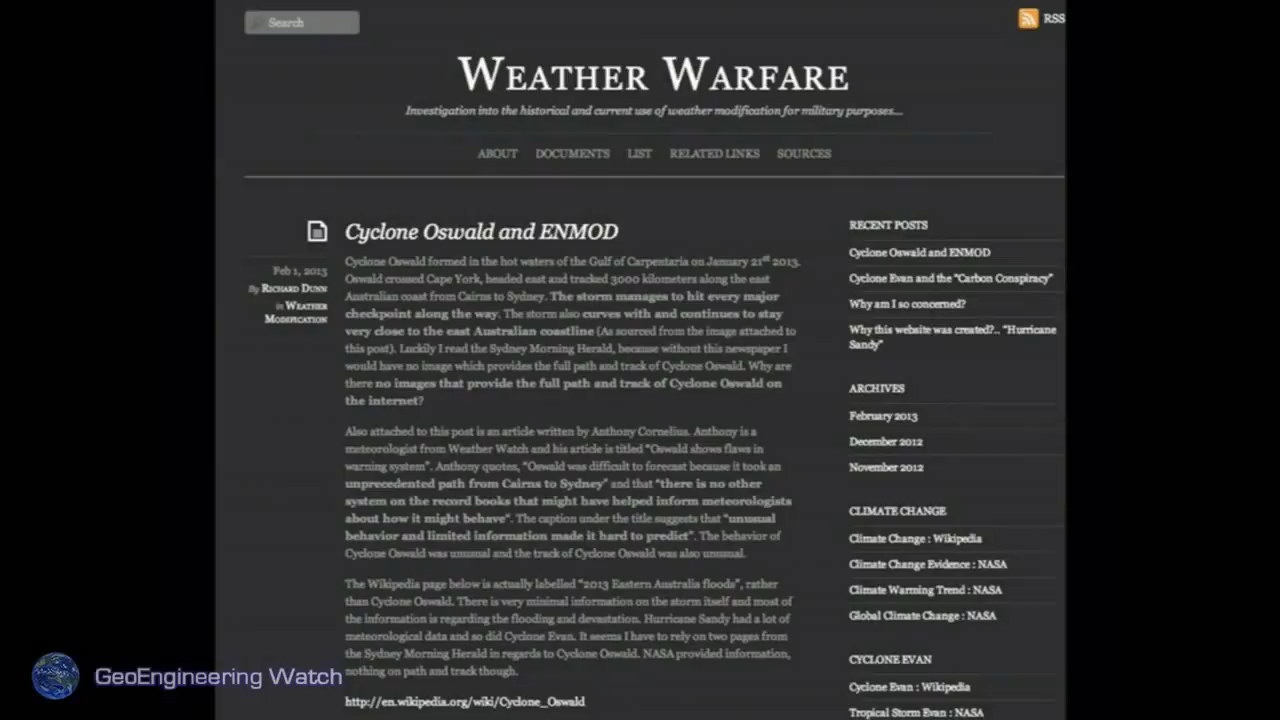 Search
RSS
WEATHER WARFARE
Investigation into the historical and current use of weather modification for military purposes...
ABOUT DOCUMENTS LIST RELATED LINKS SOURCES
Cyclone Oswald and ENMOD
Feb 1, 2013
By RICHARD DUNN
in WEATHER
MODIFICATION
Cyclone Oswald formed in the hot waters of the Gulf of Carpentaria on January 21st 2013.
Oswald crossed Cape York, headed east and tracked 3000 kilometers along the east
Australian coast from Cairns to Sydney. The storm manages to hit every major
checkpoint along the way. The storm also curves with and continues to stay
very close to the east Australian coastline (As sourced from the image attached to
this post). Luckily I read the Sydney Morning Herald, because without this newspaper I
would have no image which provides the full path and track of Cyclone Oswald. Why are
there no images that provide the full path and track of Cyclone Oswald on
the internet?
Also attached to this post is an article written by Anthony Cornelius. Anthony is a
meteorologist from Weather Watch and his article is titled "Oswald shows flaws in
warning system". Anthony quotes, "Oswald was difficult to forecast because it took an
unprecedented path from Cairns to Sydney" and that "there is no other
system on the record books that might have helped inform meteorologists
about how it might behave". The caption under the title suggests that "unusual
behavior and limited information made it hard to predict". The behavior of
Cyclone Oswald was unusual and the track of Cyclone Oswald was also unusual.
The Wikipedia page below is actually labelled "2013 Eastern Australia floods", rather
than Cyclone Oswald. There is very minimal information on the storm itself and most of
the information is regarding the flooding and devastation. Hurricane Sandy had a lot of
meteorological data and so did Cyclone Evan. It seems I have to rely on two pages from
the Sydney Morning Herald in regards to Cyclone Oswald. NASA provided information,
nothing on path and track though.
http://en.wikipedia.org/wiki/Cyclone_Oswald
RECENT POSTS
Cyclone Oswald and ENMOD
Cyclone Evan and the "Carbon Conspiracy"
Why am I so concerned?
Why this website was created?.. "Hurricane
Sandy"
ARCHIVES
February 2013
December 2012
November 2012
CLIMATE CHANGE
Climate Change : Wikipedia
Climate Change Evidence : NASA
Climate Warming Trend : NASA
Global Climate Change : NASA
CYCLONE EVAN
Cyclone Evan : Wikipedia
Tropical Storm Evan : NASA
GeoEngineering Watch